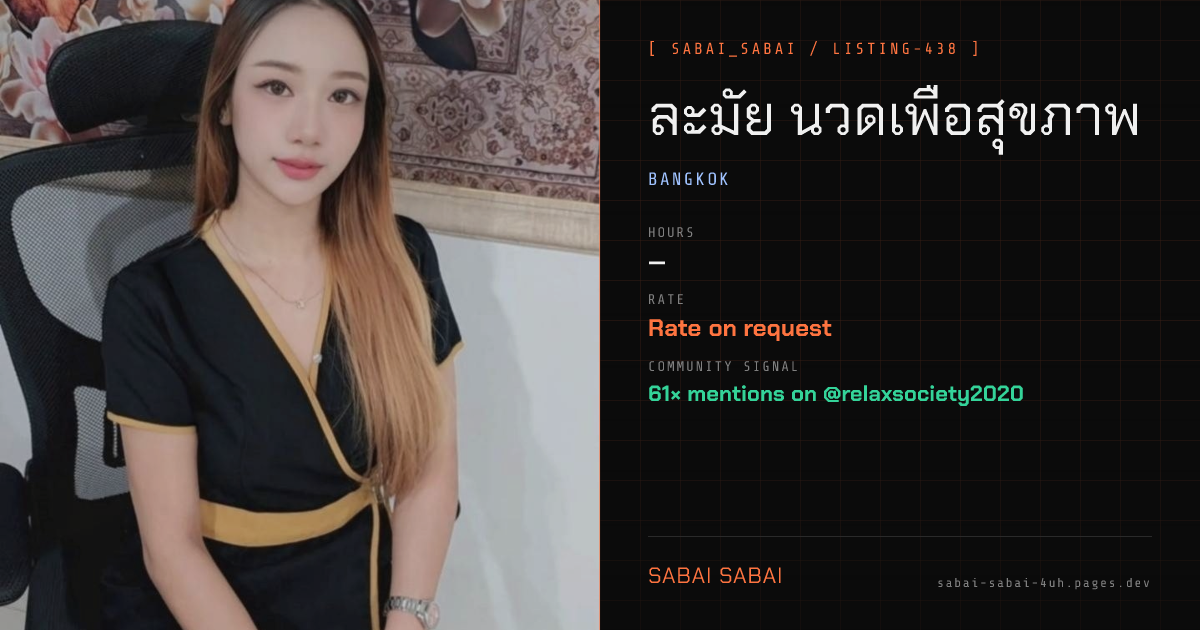 [ SABAI_SABAI / LISTING-438 ]
ละมัย นวดเพือสุขภาพ
BANGKOK
HOURS
—
RATE
Rate on request
COMMUNITY SIGNAL
61× mentions on @relaxsociety2020
SABAI SABAI
sabai-sabai-4uh.pages.dev